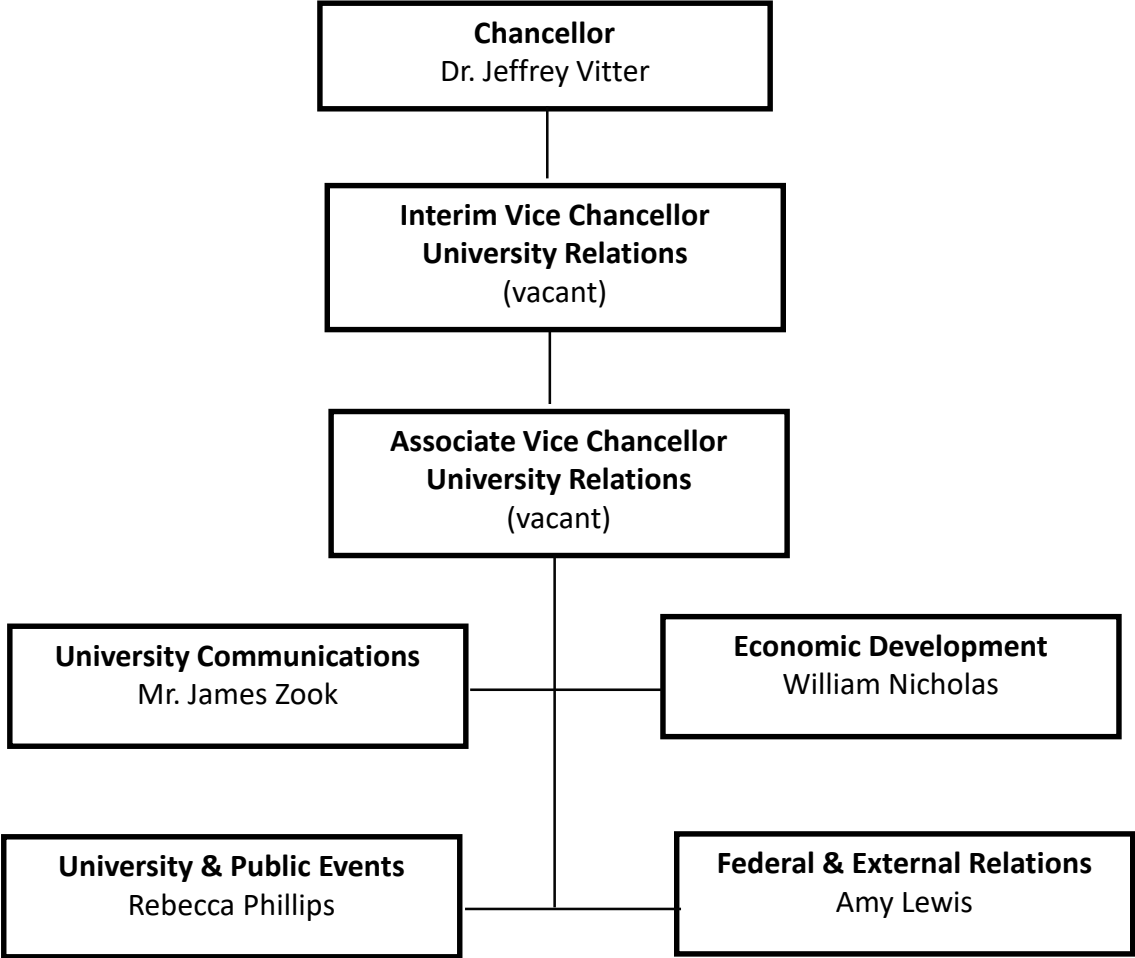 Chancellor
Dr. Jeffrey Vitter
Interim Vice Chancellor
University Relations
(vacant)
Associate Vice Chancellor
University Relations
(vacant)
University Communications
Mr. James Zook
Economic Development
William Nicholas
University & Public Events
Rebecca Phillips
Federal & External Relations
Amy Lewis